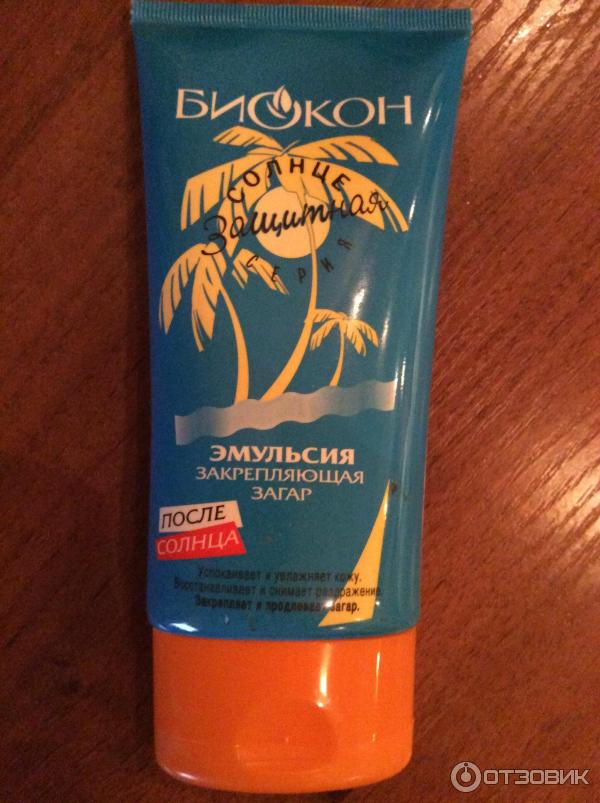 БИОКОН
СОЛНЦЕ
Защитная
СЕРИЯ
ЭМУЛЬСИЯ
ЗАКРЕПЛЯЮЩАЯ
ЗАГАР
ПОСЛЕ
СОЛНЦА
Успокаивает и увлажняет кожу.
Восстанавливает и снимает раздражение.
Закрепляет и продлевает загар.
ОТЗОВИК